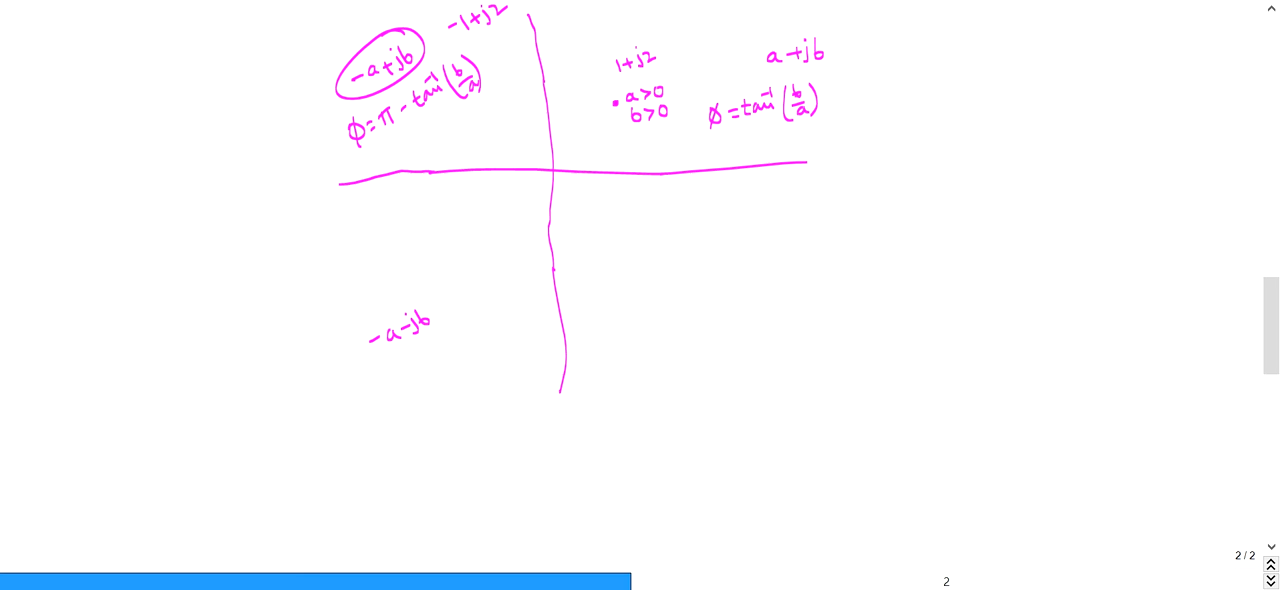 -1+j2
-a+jb
φ=π-tan⁻¹(b/a)
1+j2
a+jb
a>0
b>0
φ=tan⁻¹(b/a)
-a-jb
2 / 2
2